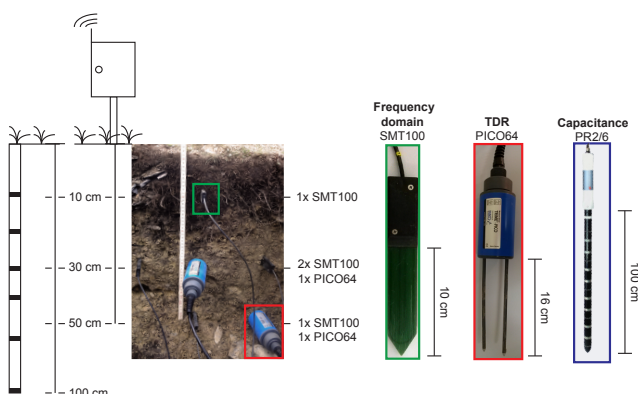 10 cm
30 cm
50 cm
100 cm
1x SMT100
2x SMT100
1x PICO64
1x SMT100
1x PICO64
Frequency
domain
SMT100
10 cm
TDR
PICO64
16 cm
Capacitance
PR2/6
100 cm